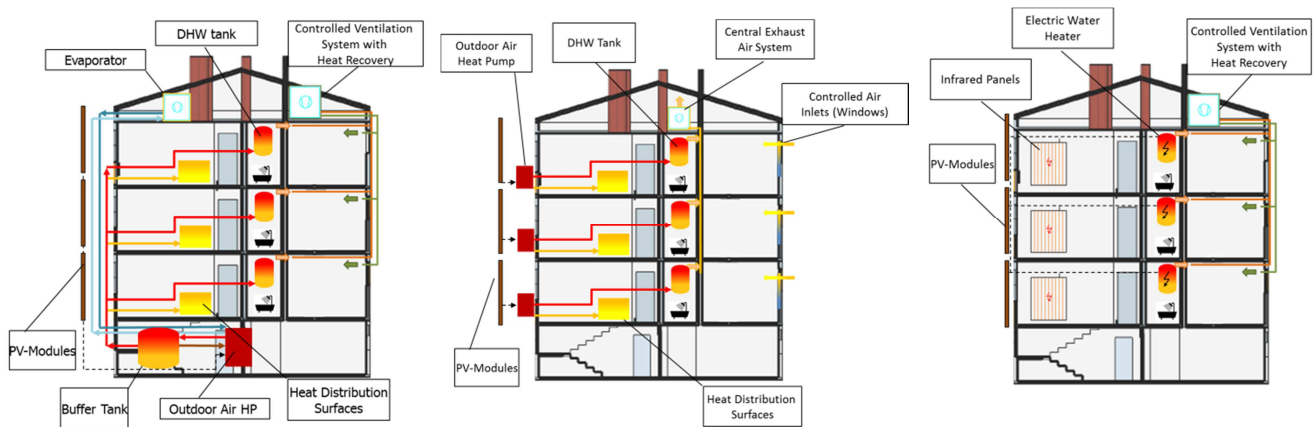 DHW tank
Controlled Ventilation
System with
Heat Recovery
Evaporator
PV-Modules
Buffer Tank
Outdoor Air HP
Heat Distribution
Surfaces
Outdoor Air
Heat Pump
DHW Tank
Central Exhaust
Air System
Controlled Air
Inlets (Windows)
PV-Modules
Heat Distribution
Surfaces
Electric Water
Heater
Controlled Ventilation
System with
Heat Recovery
Infrared Panels
PV-Modules